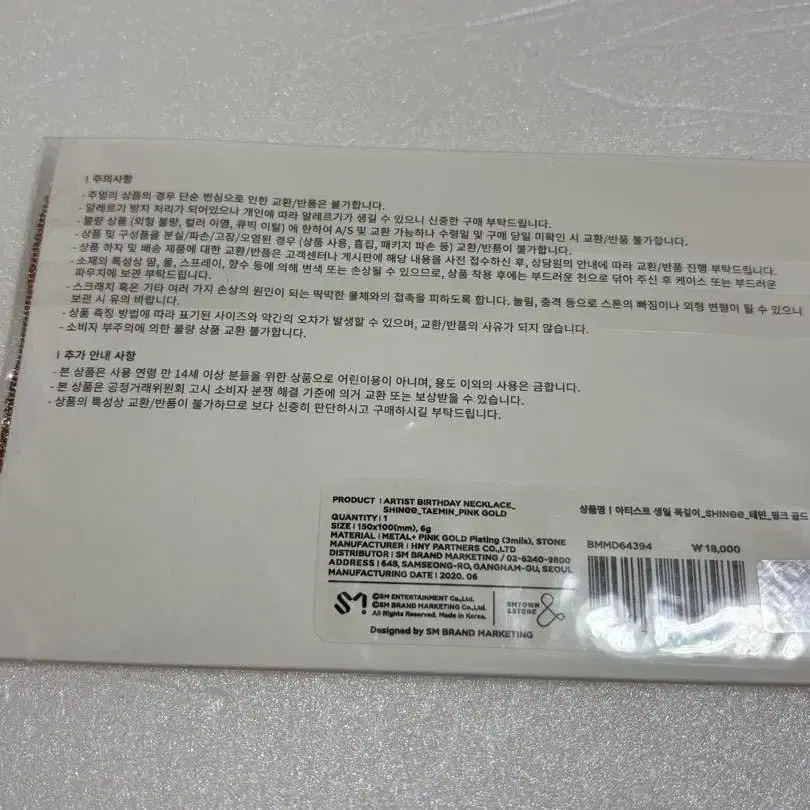 | 주의사항
- 주얼리 상품의 경우 단순 변심으로 인한 교환/반품은 불가합니다.
- 알레르기 방지 처리가 되어있으나 개인에 따라 알레르기가 생길 수 있으니 신중한 구매 부탁드립니다.
- 불량 상품 (외형 불량, 컬러 이염, 큐빅 이탈) 에 한하여 A/S 및 교환 가능하나 수령일 및 구매 당일 미확인 시 교환/반품 불가합니다.
- 상품 및 구성품을 분실/파손/고장/오염된 경우 (상품 사용, 흠집, 패키지 파손 등) 교환/반품이 불가합니다.
- 상품 하자 및 배송 제품에 대한 교환/반품은 고객센터나 게시판에 해당 내용을 사전 접수하신 후, 상담원의 안내에 따라 교환/반품 진행 부탁드립니다.
- 소재의 특성상 땀, 물, 스프레이, 향수 등에 의해 변색 또는 손상될 수 있으므로, 상품 착용 후에는 부드러운 천으로 닦아 주신 후 케이스 또는 부드러운
파우치에 보관 부탁드립니다.
- 스크래치 혹은 기타 여러 가지 손상의 원인이 되는 딱딱한 물체와의 접촉을 피하도록 합니다. 눌림, 충격 등으로 스톤의 빠짐이나 외형 변형이 될 수 있으니
보관 시 유의 바랍니다.
- 상품 측정 방법에 따라 표기된 사이즈와 약간의 오차가 발생할 수 있으며, 교환/반품의 사유가 되지 않습니다.
- 소비자 부주의에 의한 불량 상품 교환 불가합니다.
| 추가 안내 사항
- 본 상품은 사용 연령 만 14세 이상 분들을 위한 상품으로 어린이용이 아니며, 용도 이외의 사용은 금합니다.
- 본 상품은 공정거래위원회 고시 소비자 분쟁 해결 기준에 의거 교환 또는 보상받을 수 있습니다.
- 상품의 특성상 교환/반품이 불가하므로 보다 신중히 판단하시고 구매하시길 부탁드립니다.
PRODUCT | ARTIST BIRTHDAY NECKLACE_
SHINee_TAEMIN_PINK GOLD
QUANTITY | 1
SIZE | 150x100(mm), 6g
MATERIAL | METAL+ PINK GOLD Plating (3mils), STONE
MANUFACTURER | HNY PARTNERS CO.,LTD
DISTRIBUTOR | SM BRAND MARKETING / 02-6240-9800
ADDRESS | 648, SAMSEONG-RO, GANGNAM-GU, SEOUL
MANUFACTURING DATE | 2020. 06
상품명 | 아티스트 생일 목걸이_SHINee_태민_핑크 골드
BMMD64394 ₩18,000
SM
©SM ENTERTAINMENT Co.,Ltd.
©SM BRAND MARKETING Co.,Ltd.
All Rights Reserved. Made in Korea.
SMTOWN
&STORE
Designed by SM BRAND MARKETING